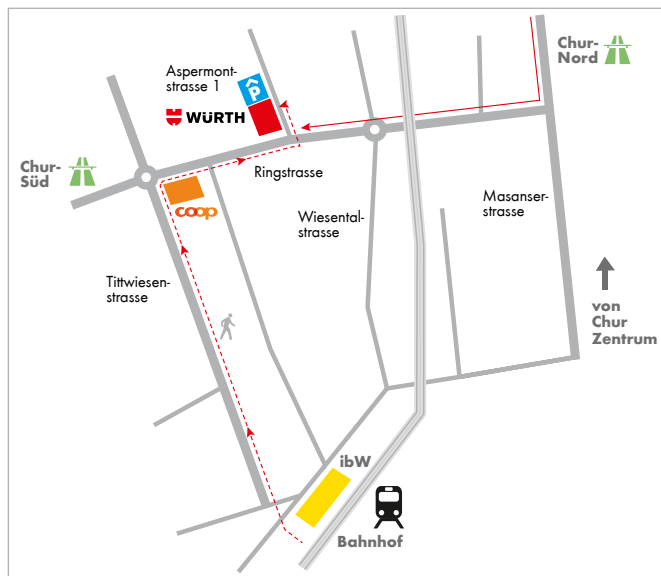 Chur-
Nord
Aspermont-
strasse 1
P
WÜRTH
Chur-
Süd
Ringstrasse
coop
Wiesental-
strasse
Masanser-
strasse
Tittwiesen-
strasse
von
Chur
Zentrum
ibW
Bahnhof